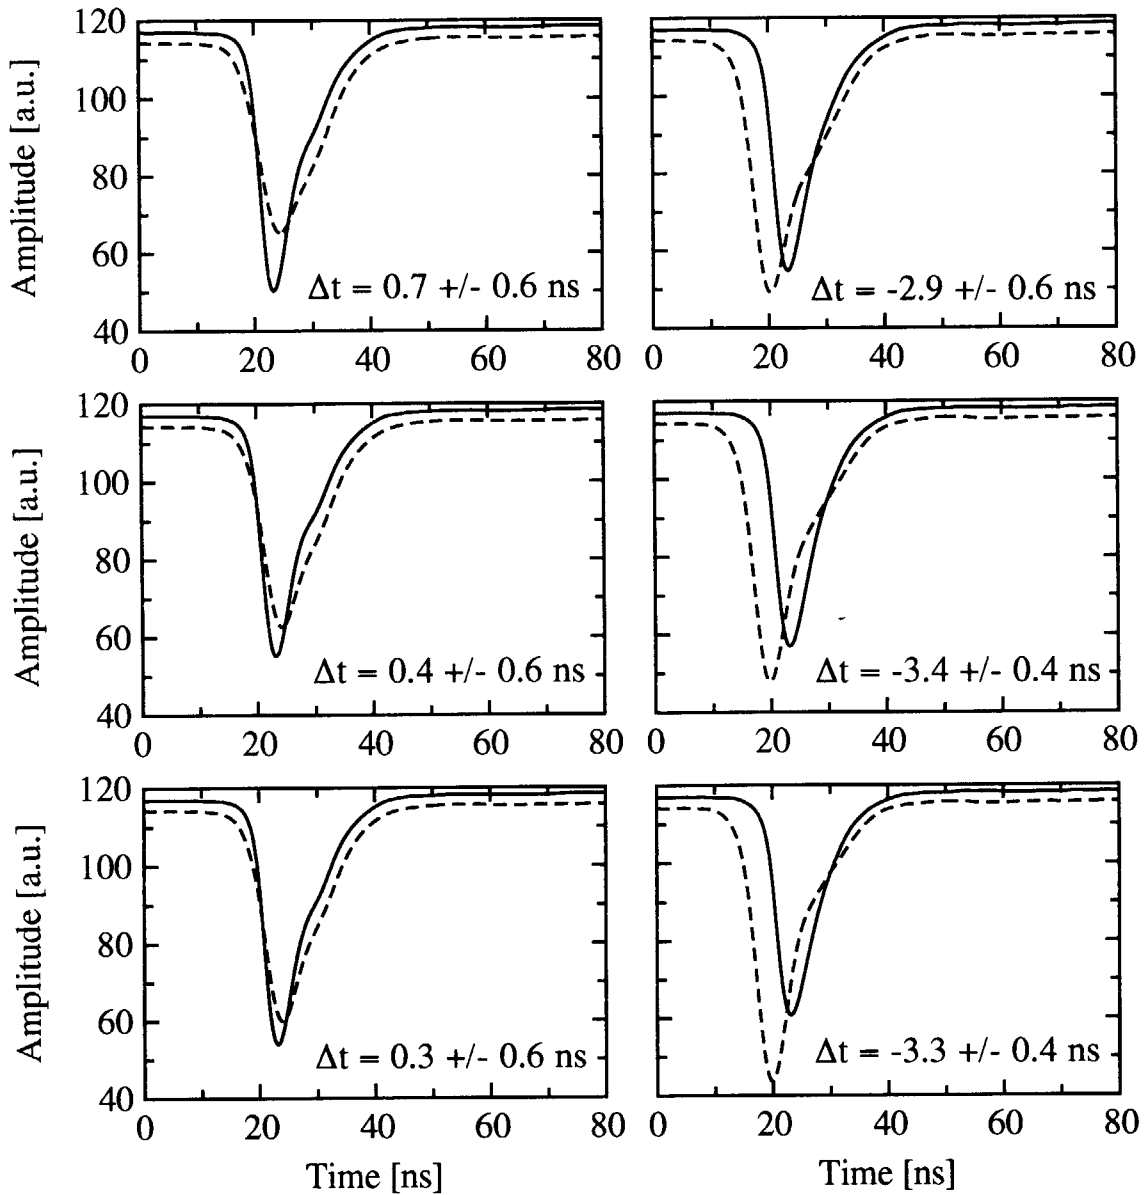 120
100
80
60
40
Amplitude [a.u.]
Δt = 0.7 +/- 0.6 ns
0 20 40 60 80
Δt = -2.9 +/- 0.6 ns
0 20 40 60 80
120
100
80
60
40
Amplitude [a.u.]
Δt = 0.4 +/- 0.6 ns
0 20 40 60 80
Δt = -3.4 +/- 0.4 ns
0 20 40 60 80
120
100
80
60
40
Amplitude [a.u.]
Δt = 0.3 +/- 0.6 ns
0 20 40 60 80
Time [ns]
Δt = -3.3 +/- 0.4 ns
0 20 40 60 80
Time [ns]